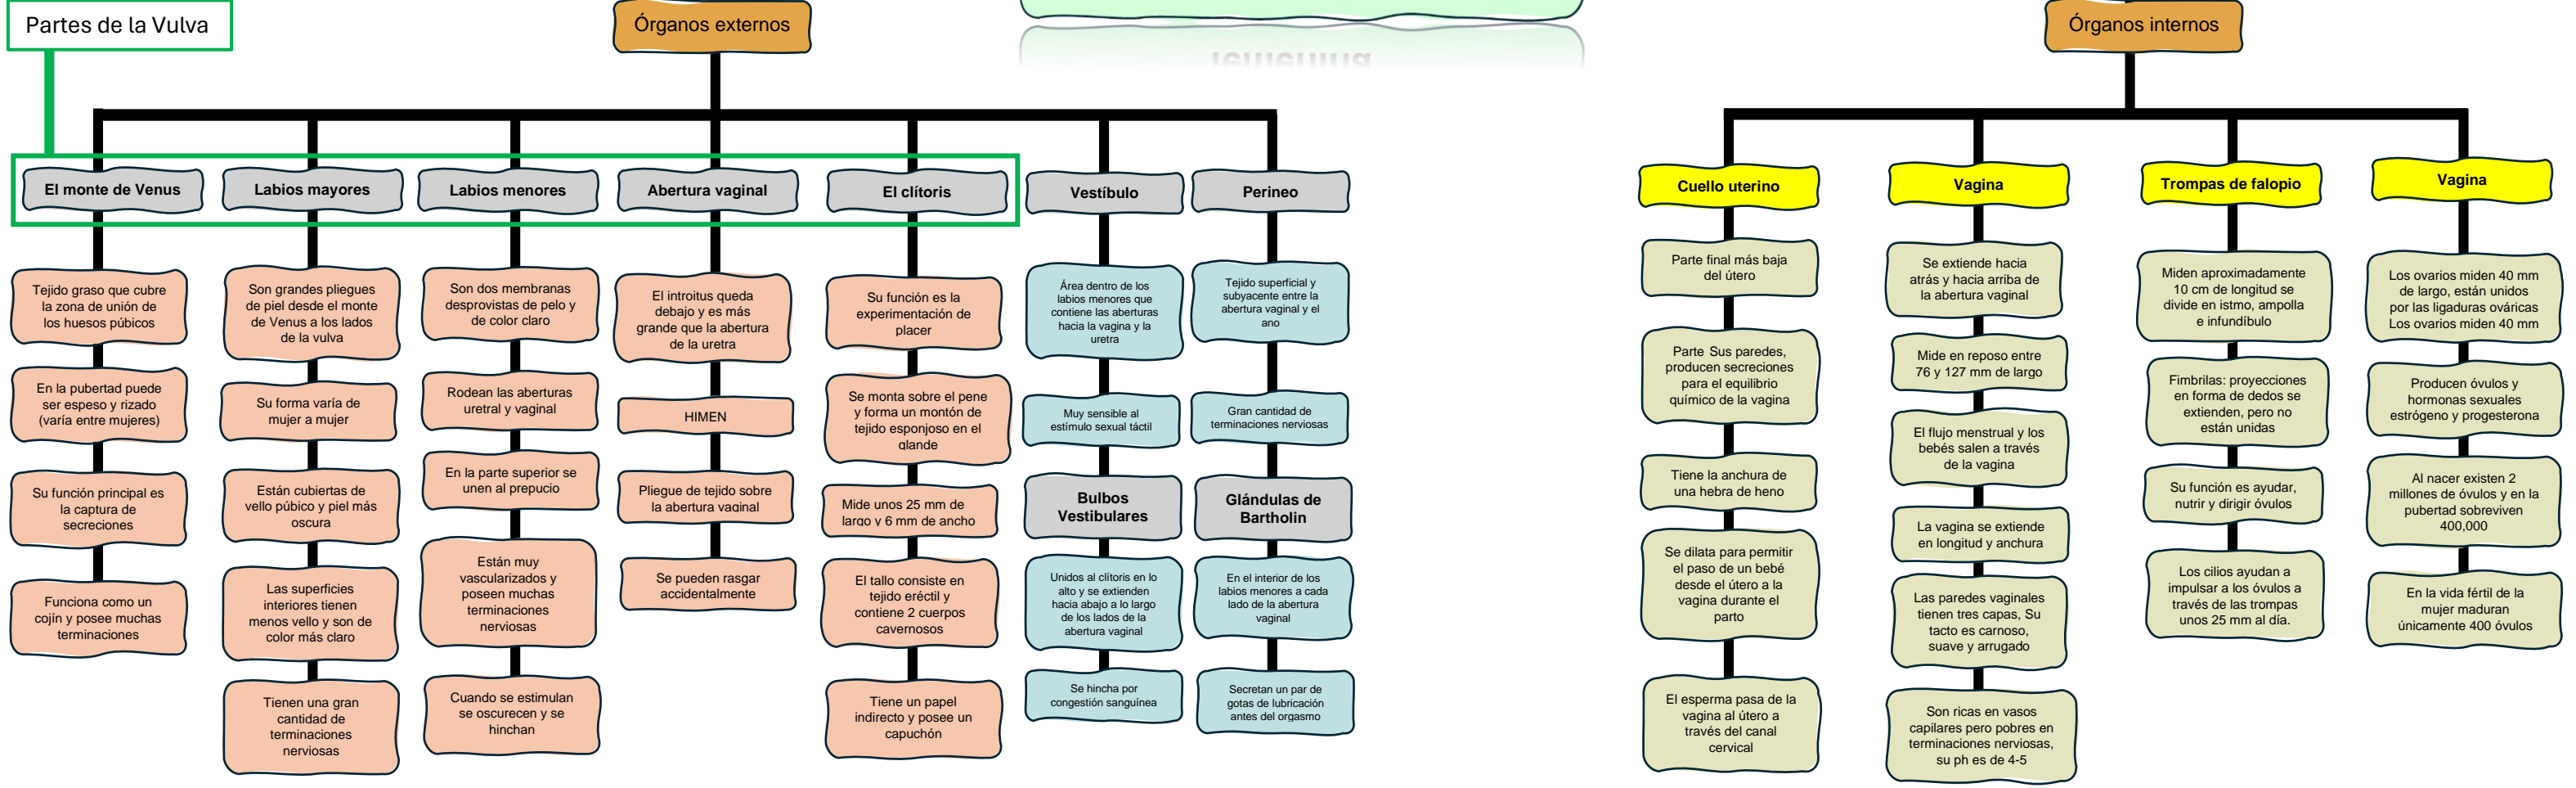 Partes de la Vulva
Órganos externos
El monte de Venus
Tejido graso que cubre
la zona de unión de
los huesos púbicos
En la pubertad puede
ser espeso y rizado
(varía entre mujeres)
Su función principal es
la captura de
secreciones
Funciona como un
cojín y posee muchas
terminaciones
Labios mayores
Son grandes pliegues
de piel desde el monte
de Venus a los lados
de la vulva
Su forma varía de
mujer a mujer
Están cubiertas de
vello púbico y piel más
oscura
Las superficies
interiores tienen
menos vello y son de
color más claro
Tienen una gran
cantidad de
terminaciones
nerviosas
Labios menores
Son dos membranas
desprovistas de pelo y
de color claro
Rodean las aberturas
uretral y vaginal
En la parte superior se
unen al prepucio
Están muy
vascularizados y
poseen muchas
terminaciones
nerviosas
Cuando se estimulan
se oscurecen y se
hinchan
Abertura vaginal
El introitus queda
debajo y es más
grande que la abertura
de la uretra
HIMEN
Pliegue de tejido sobre
la abertura vaginal
Se pueden rasgar
accidentalmente
El clítoris
Su función es la
experimentación de
placer
Se monta sobre el pene
y forma un montón de
tejido esponjoso en el
glande
Mide unos 25 mm de
largo y 6 mm de ancho
El tallo consiste en
tejido eréctil y
contiene 2 cuerpos
cavernosos
Tiene un papel
indirecto y posee un
capuchón
Vestíbulo
Área dentro de los
labios menores que
contiene las aberturas
hacia la vagina y la
uretra
Muy sensible al
estímulo sexual táctil
Bulbos
Vestibulares
Unidos al clítoris en lo
alto y se extienden
hacia abajo a lo largo
de los lados de la
abertura vaginal
Se hincha por
congestión sanguínea
Perineo
Tejido superficial y
subyacente entre la
abertura vaginal y el
ano
Gran cantidad de
terminaciones nerviosas
Glándulas de
Bartholin
En el interior de los
labios menores a cada
lado de la abertura
vaginal
Secretan un par de
gotas de lubricación
antes del orgasmo
Órganos internos
Cuello uterino
Parte final más baja
del útero
Parte Sus paredes,
producen secreciones
para el equilibrio
químico de la vagina
Tiene la anchura de
una hebra de heno
Se dilata para permitir
el paso de un bebé
desde el útero a la
vagina durante el
parto
El esperma pasa de la
vagina al útero a
través del canal
cervical
Vagina
Se extiende hacia
atrás y hacia arriba de
la abertura vaginal
Mide en reposo entre
76 y 127 mm de largo
El flujo menstrual y los
bebés salen a través
de la vagina
La vagina se extiende
en longitud y anchura
Las paredes vaginales
tienen tres capas, Su
tacto es carnoso,
suave y arrugado
Son ricas en vasos
capilares pero pobres en
terminaciones nerviosas,
su ph es de 4-5
Trompas de falopio
Miden aproximadamente
10 cm de longitud se
divide en istmo, ampolla
e infundíbulo
Fimbrilas: proyecciones
en forma de dedos se
extienden, pero no
están unidas
Su función es ayudar,
nutrir y dirigir óvulos
Los cilios ayudan a
impulsar a los óvulos a
través de las trompas
unos 25 mm al día.
Vagina
Los ovarios miden 40 mm
de largo, están unidos
por las ligaduras ováricas
Los ovarios miden 40 mm
Producen óvulos y
hormonas sexuales
estrógeno y progesterona
Al nacer existen 2
millones de óvulos y en la
pubertad sobreviven
400,000
En la vida fértil de la
mujer maduran
únicamente 400 óvulos